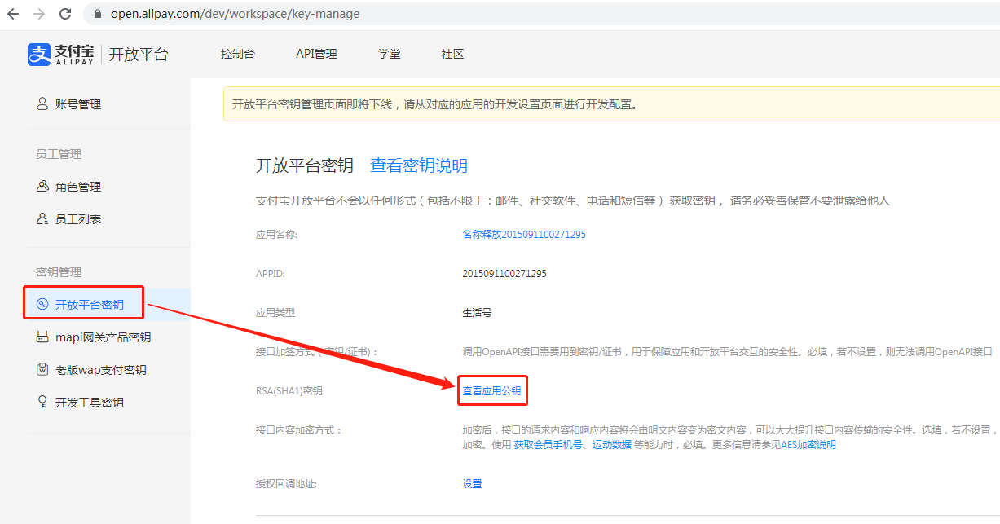 open.alipay.com/dev/workspace/key-manage
支付宝
ALIPAY
开放平台
控制台
API管理
学堂
社区
账号管理
员工管理
角色管理
员工列表
密钥管理
开放平台密钥
mapi网关产品密钥
老版wap支付密钥
开发工具密钥
开放平台密钥管理页面即将下线，请从对应的应用的开发设置页面进行开发配置。
开放平台密钥 查看密钥说明
支付宝开放平台不会以任何形式（包括不限于：邮件、社交软件、电话和短信等）获取密钥， 请务必妥善保管不要泄露给他人
应用名称: 名称释放2015091100271295
APPID: 2015091100271295
应用类型 生活号
接口加签方式（密钥/证书）: 调用OpenAPI接口需要用到密钥/证书，用于保障应用和开放平台交互的安全性。必填，若不设置，则无法调用OpenAPI接口
RSA(SHA1)密钥: 查看应用公钥
接口内容加密方式： 加密后，接口的请求内容和响应内容将会由明文内容变为密文内容，可以大大提升接口内容传输的安全性。选填，若不设置，
加密。使用 获取会员手机号、运动数据 等能力时，必填。更多信息请参见AES加密说明
授权回调地址: 设置